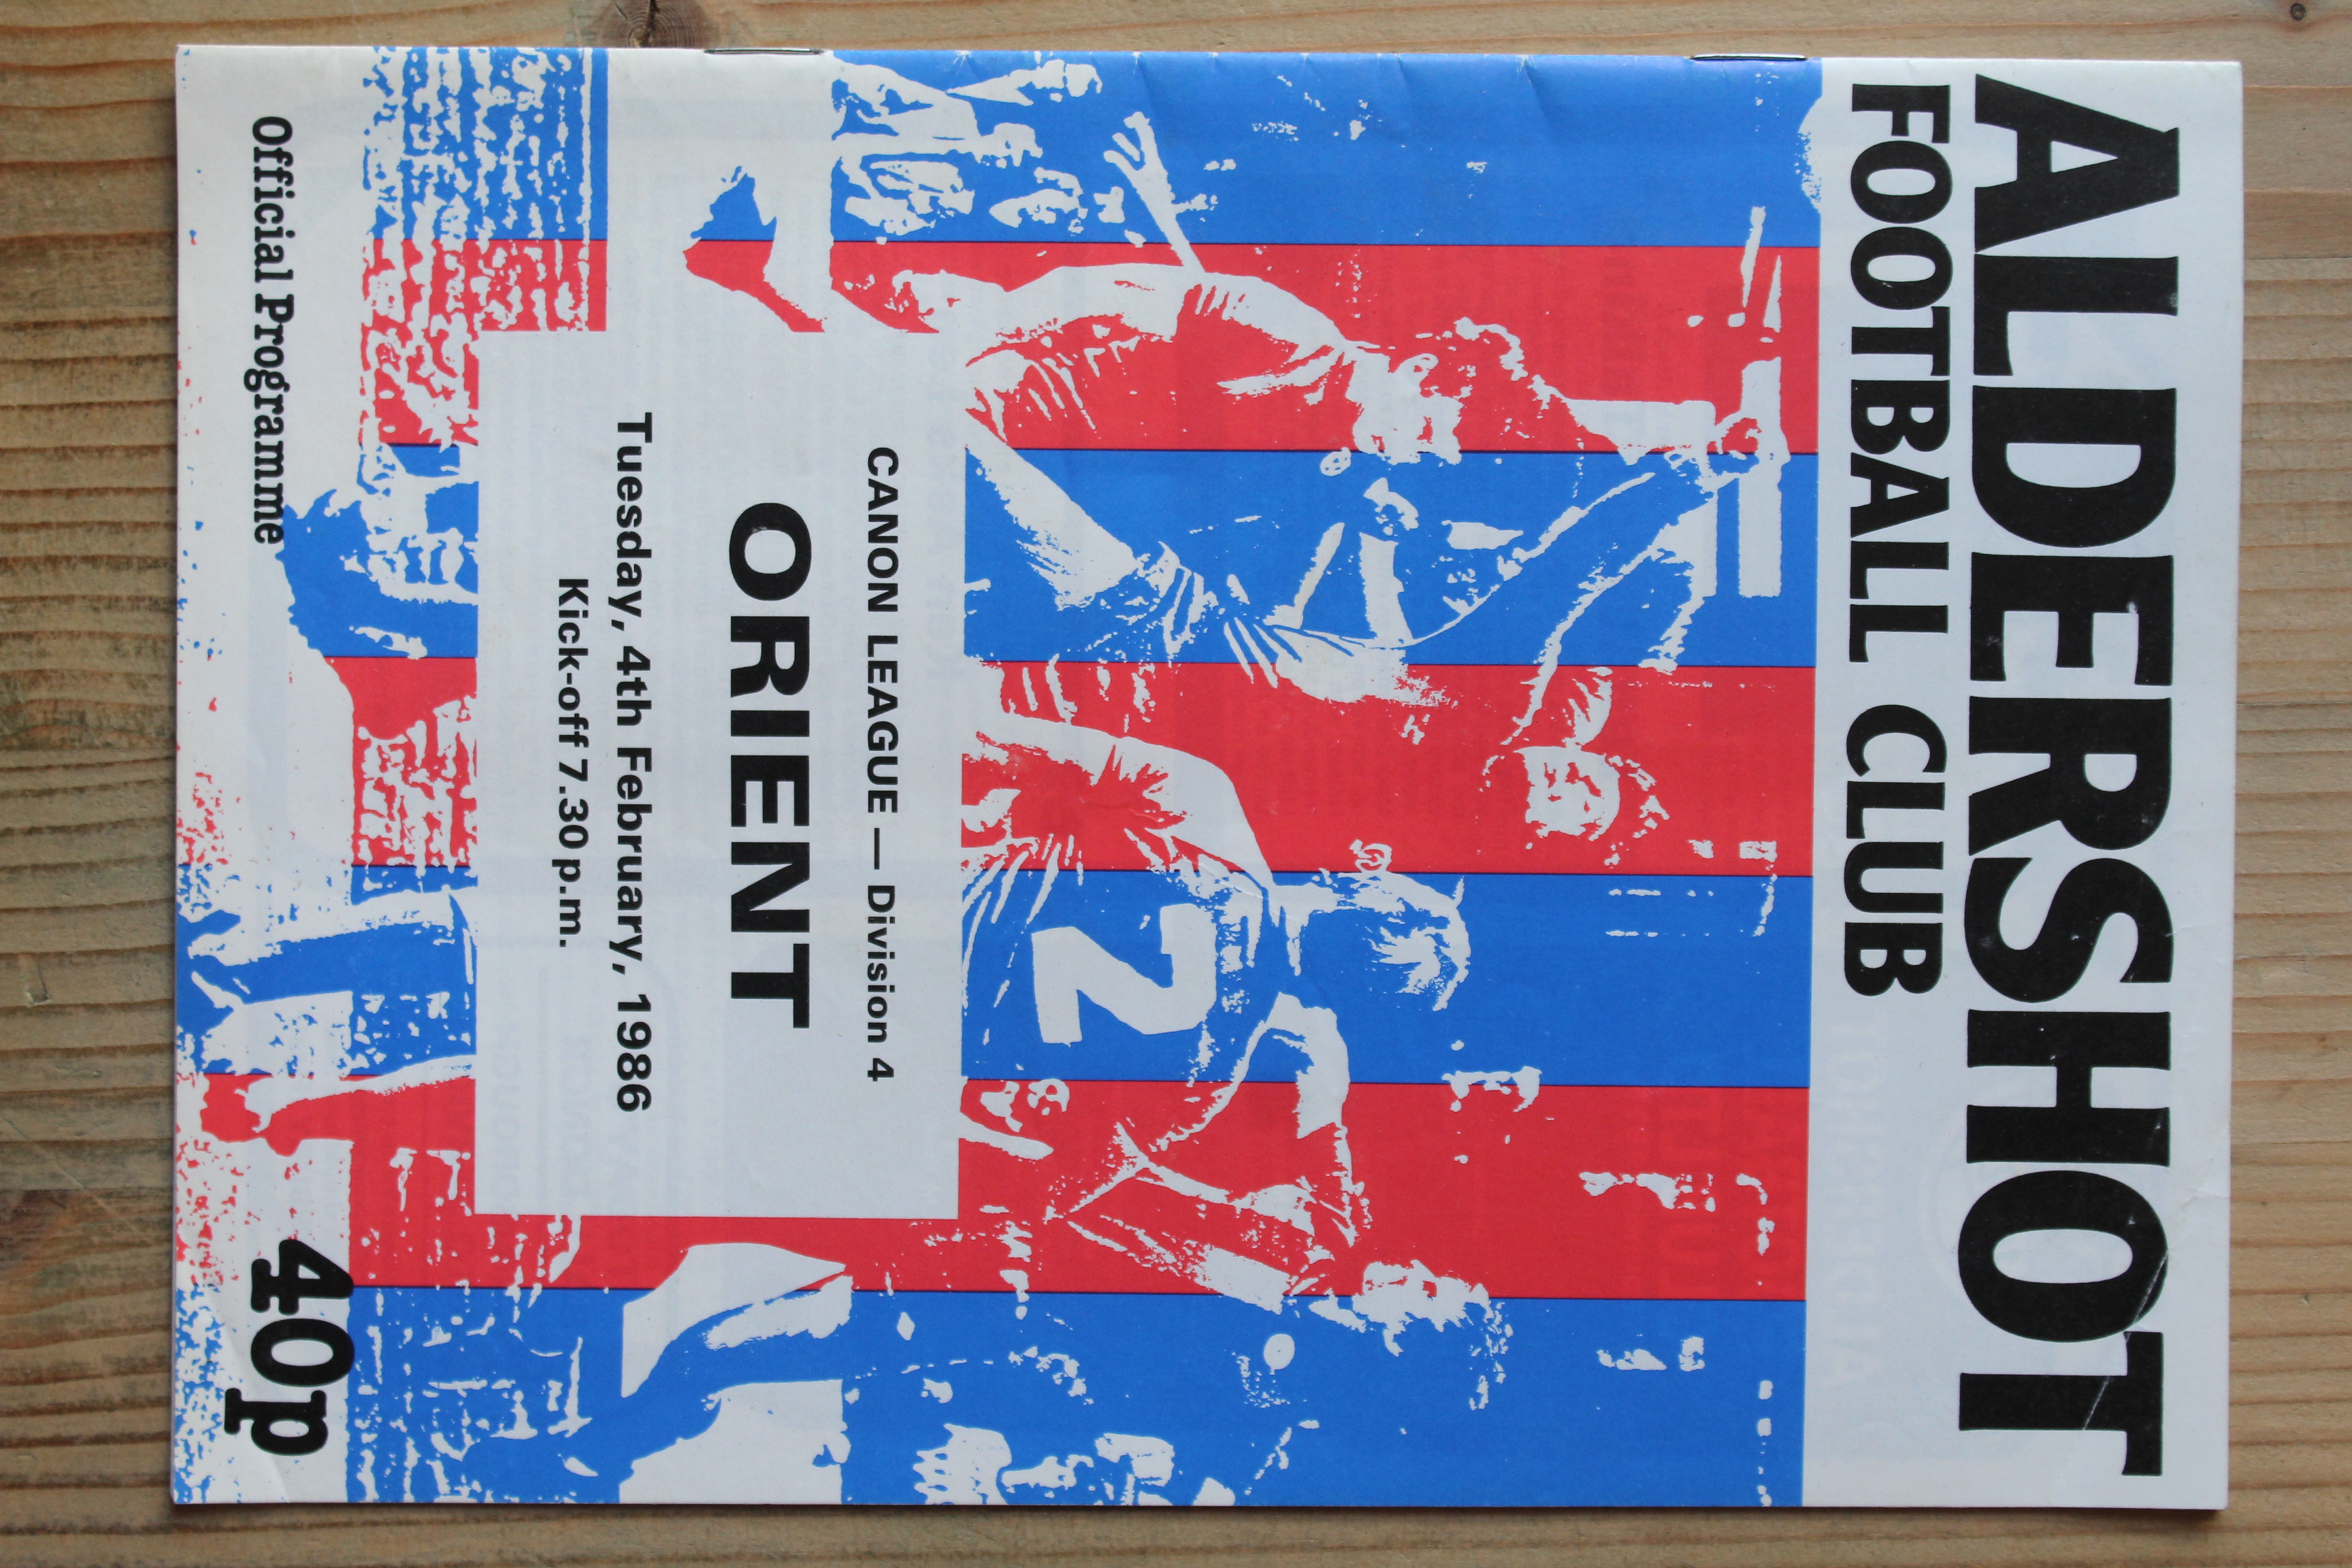 ALDERSHOT
FOOTBALL CLUB
2
CANON LEAGUE — Division 4
ORIENT
Tuesday, 4th February, 1986
Kick-off 7.30 p.m.
Official Programme
40p